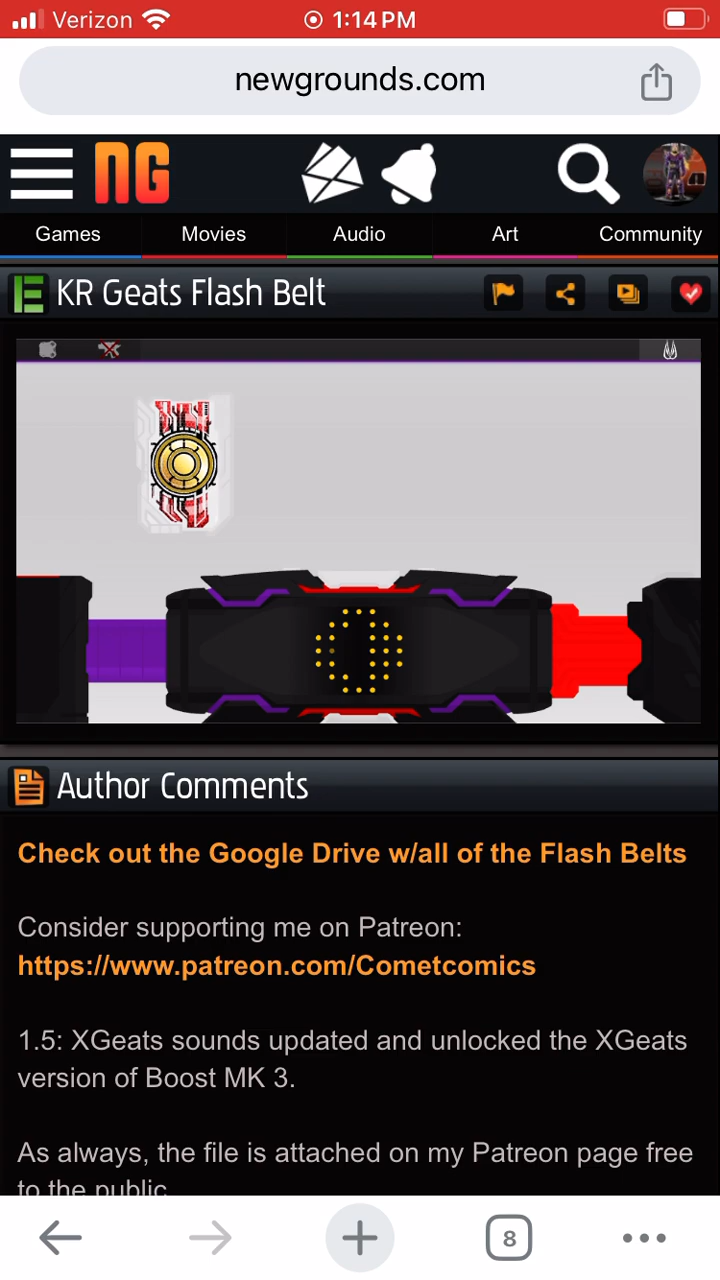 Verizon 1:14 PM
newgrounds.com
NG
Games Movies Audio Art Community
E KR Geats Flash Belt
Author Comments
Check out the Google Drive w/all of the Flash Belts
Consider supporting me on Patreon:
https://www.patreon.com/Cometcomics
1.5: XGeats sounds updated and unlocked the XGeats
version of Boost MK 3.
As always, the file is attached on my Patreon page free
to the public
8